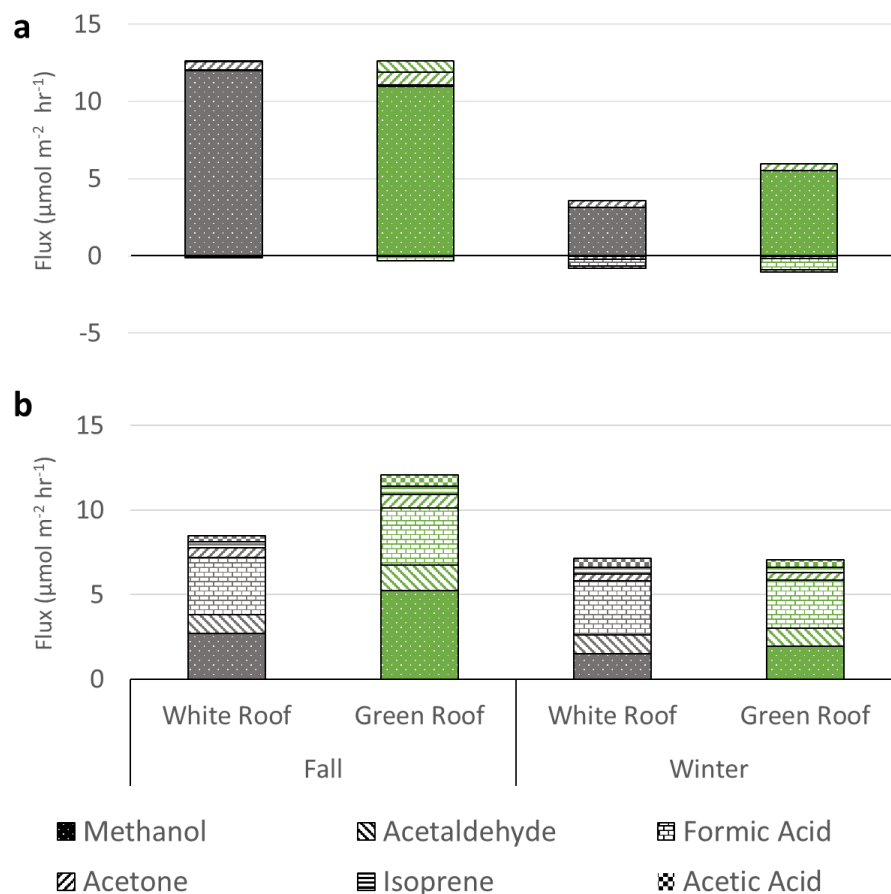 a
15
10
5
0
-5
Flux (µmol m⁻² hr⁻¹)
b
15
10
5
0
Flux (µmol m⁻² hr⁻¹)
White Roof Green Roof White Roof Green Roof
Fall Winter
Methanol Acetaldehyde Formic Acid
Acetone Isoprene Acetic Acid